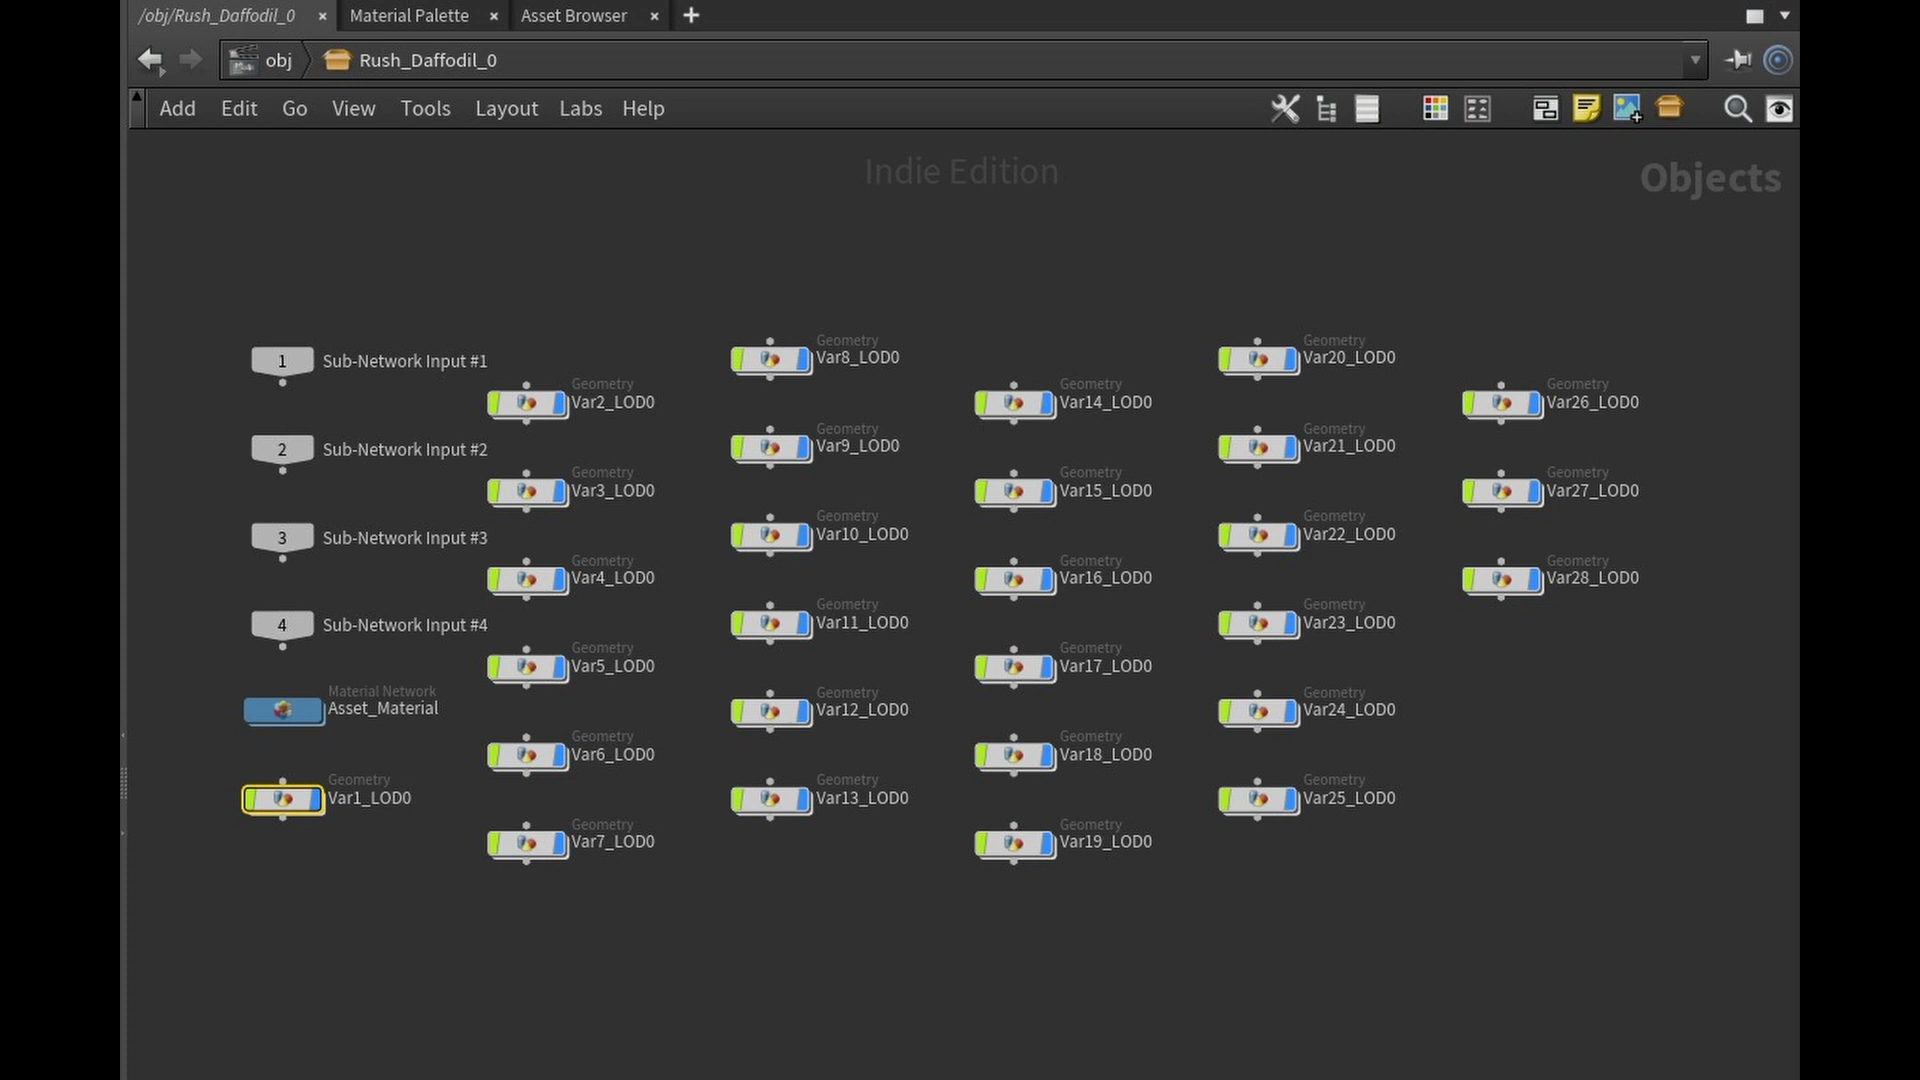 /obj/Rush_Daffodil_0 × Material Palette × Asset Browser × +
obj Rush_Daffodil_0
Add Edit Go View Tools Layout Labs Help
Indie Edition
Objects
1 Sub-Network Input #1
2 Sub-Network Input #2
3 Sub-Network Input #3
4 Sub-Network Input #4
Material Network
Asset_Material
Geometry
Var1_LOD0
Geometry
Var2_LOD0
Geometry
Var3_LOD0
Geometry
Var4_LOD0
Geometry
Var5_LOD0
Geometry
Var6_LOD0
Geometry
Var7_LOD0
Geometry
Var8_LOD0
Geometry
Var9_LOD0
Geometry
Var10_LOD0
Geometry
Var11_LOD0
Geometry
Var12_LOD0
Geometry
Var13_LOD0
Geometry
Var14_LOD0
Geometry
Var15_LOD0
Geometry
Var16_LOD0
Geometry
Var17_LOD0
Geometry
Var18_LOD0
Geometry
Var19_LOD0
Geometry
Var20_LOD0
Geometry
Var21_LOD0
Geometry
Var22_LOD0
Geometry
Var23_LOD0
Geometry
Var24_LOD0
Geometry
Var25_LOD0
Geometry
Var26_LOD0
Geometry
Var27_LOD0
Geometry
Var28_LOD0